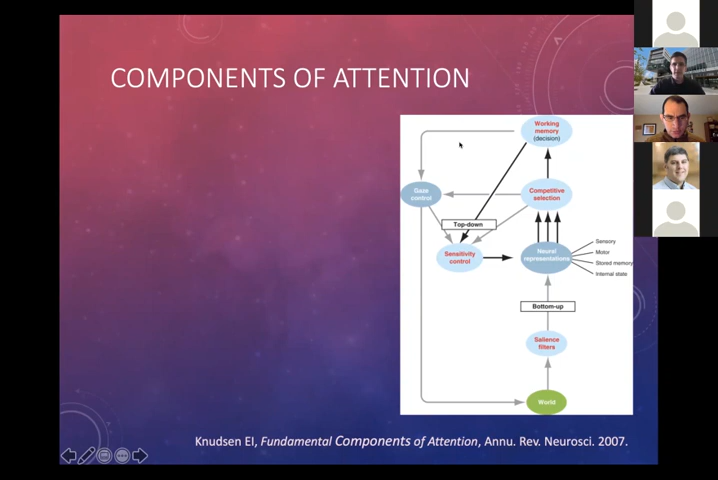 COMPONENTS OF ATTENTION
Working
memory
(decision)
Gaze
control
Competitive
selection
Top-down
Sensitivity
control
Neural
representations
Sensory
Motor
Stored memory
Internal state
Bottom-up
Salience
filters
World
Knudsen EI, Fundamental Components of Attention, Annu. Rev. Neurosci. 2007.